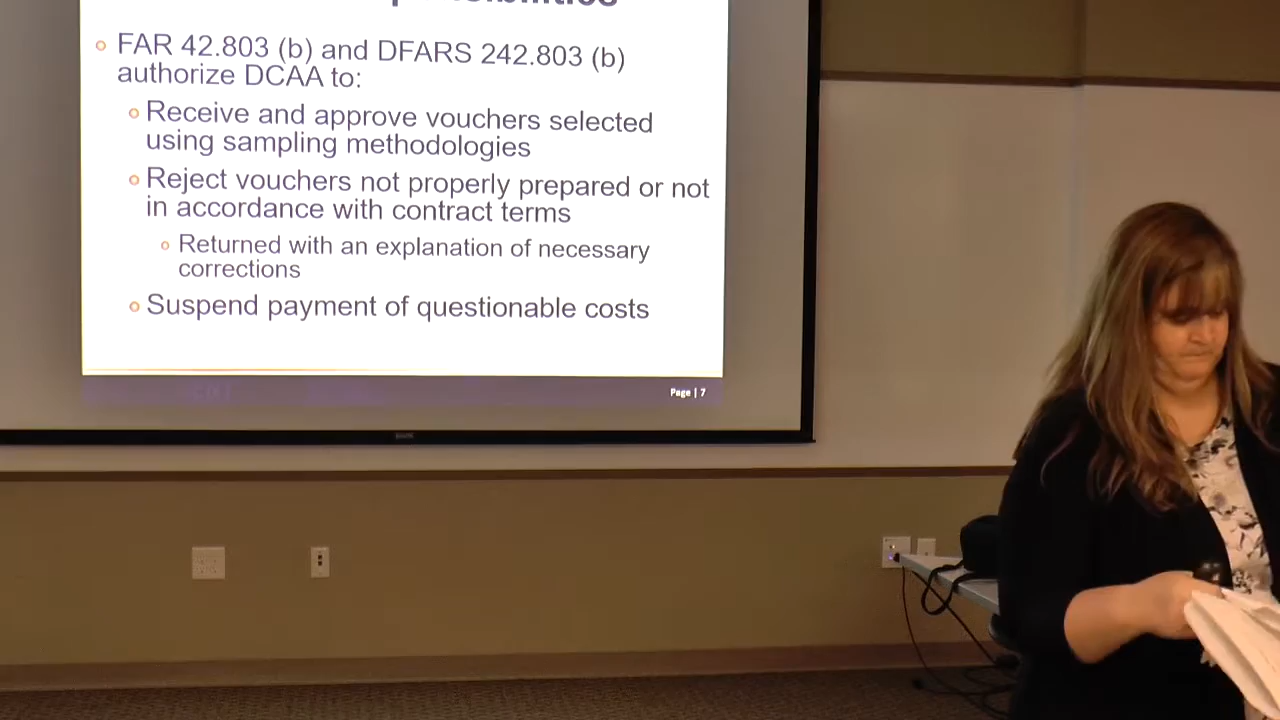 FAR 42.803 (b) and DFARS 242.803 (b)
authorize DCAA to:
Receive and approve vouchers selected
using sampling methodologies
Reject vouchers not properly prepared or not
in accordance with contract terms
Returned with an explanation of necessary
corrections
Suspend payment of questionable costs
Page | 7